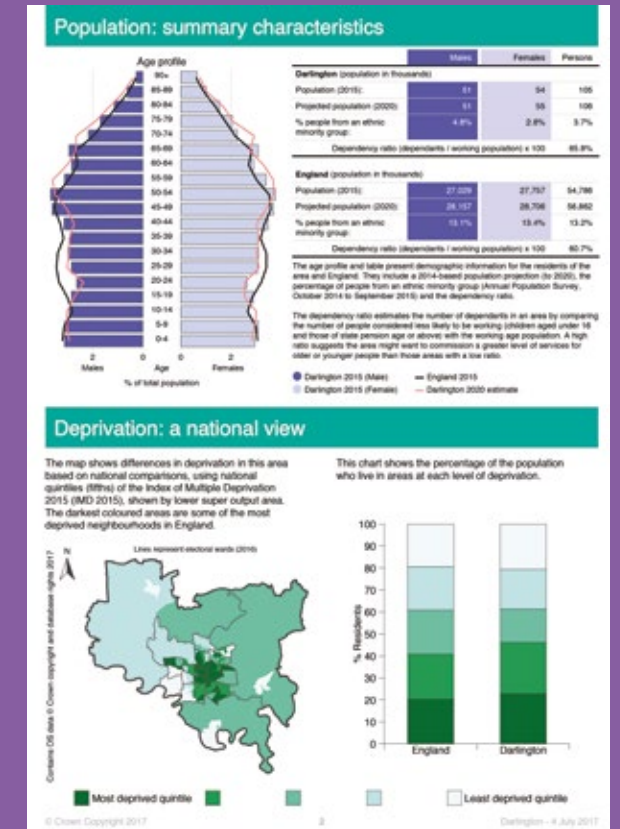 Population: summary characteristics
Age profile
90+
85-89
80-84
75-79
70-74
65-69
60-64
55-59
50-54
45-49
40-44
35-39
30-34
25-29
20-24
15-19
10-14
5-9
0-4
2 0 0 2
Males Age Females
% of total population
Males Females Persons
Darlington (population in thousands)
Population (2015): 51 54 105
Projected population (2020): 51 55 106
% people from an ethnic minority group: 4.8% 2.6% 3.7%
Dependency ratio (dependants / working population) x 100 65.8%
England (population in thousands)
Population (2015): 27,029 27,757 54,786
Projected population (2020): 28,157 28,706 56,862
% people from an ethnic minority group: 13.1% 13.4% 13.2%
Dependency ratio (dependants / working population) x 100 60.7%
The age profile and table present demographic information for the residents of the
area and England. They include a 2014-based population projection (to 2020), the
percentage of people from an ethnic minority group (Annual Population Survey,
October 2014 to September 2015) and the dependency ratio.
The dependency ratio estimates the number of dependants in an area by comparing
the number of people considered less likely to be working (children aged under 16
and those of state pension age or above) with the working age population. A high
ratio suggests the area might want to commission a greater level of services for
older or younger people than those areas with a low ratio.
Darlington 2015 (Male) England 2015
Darlington 2015 (Female) Darlington 2020 estimate
Deprivation: a national view
The map shows differences in deprivation in this area
based on national comparisons, using national
quintiles (fifths) of the Index of Multiple Deprivation
2015 (IMD 2015), shown by lower super output area.
The darkest coloured areas are some of the most
deprived neighbourhoods in England.
N
Lines represent electoral wards (2016)
Contains OS data © Crown copyright and database rights 2017
This chart shows the percentage of the population
who live in areas at each level of deprivation.
% Residents
100
90
80
70
60
50
40
30
20
10
0
England Darlington
Most deprived quintile Least deprived quintile
© Crown Copyright 2017 2 Darlington - 4 July 2017